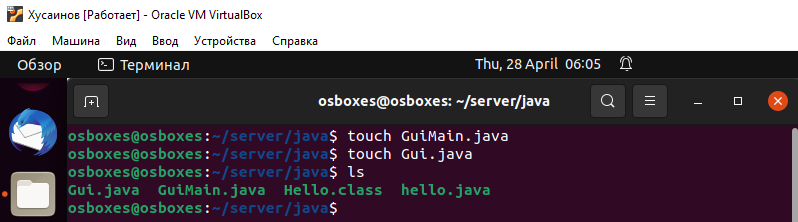 Хусаинов [Работает] - Oracle VM VirtualBox
Файл Машина Вид Ввод Устройства Справка
Обзор Терминал Thu, 28 April 06:05
osboxes@osboxes: ~/server/java
osboxes@osboxes:~/server/java$ touch GuiMain.java
osboxes@osboxes:~/server/java$ touch Gui.java
osboxes@osboxes:~/server/java$ ls
Gui.java GuiMain.java Hello.class hello.java
osboxes@osboxes:~/server/java$